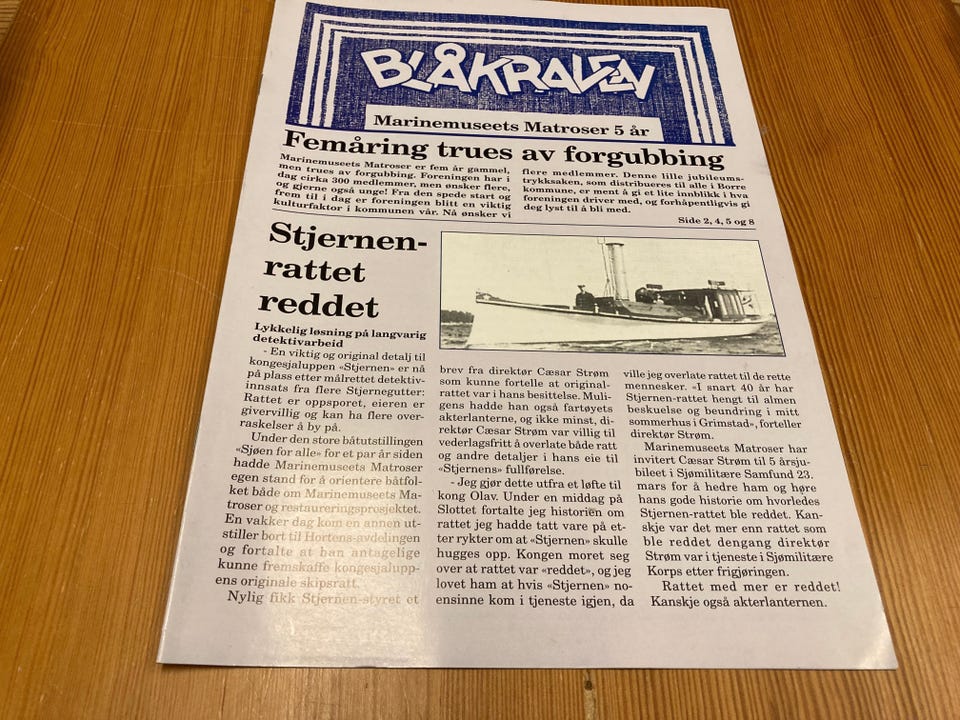 BLÅKRAVEN
Marinemuseets Matroser 5 år
Femåring trues av forgubbing
Marinemuseets Matroser er fem år gammel,
men trues av forgubbing. Foreningen har i
dag cirka 300 medlemmer, men ønsker flere,
og gjerne også unge! Fra den spede start og
frem til i dag er foreningen blitt en viktig
kulturfaktor i kommunen vår. Nå ønsker vi
flere medlemmer. Denne lille jubileums-
trykksaken, som distribueres til alle i Borre
kommune, er ment å gi et lite innblikk i hva
foreningen driver med, og forhåpentligvis gi
deg lyst til å bli med.
Side 2, 4, 5 og 8
Stjernen-
rattet
reddet
Lykkelig løsning på langvarig
detektivarbeid
- En viktig og original detalj til
kongesjaluppen «Stjernen» er nå
på plass etter målrettet detektiv-
innsats fra flere Stjernegutter:
Rattet er oppsporet, eieren er
givervillig og kan ha flere over-
raskelser å by på.
Under den store båtutstillingen
«Sjøen for alle» for et par år siden
hadde Marinemuseets Matroser
egen stand for å orientere båtfol-
ket både om Marinemuseets Ma-
troser og restaureringsprosjektet.
En vakker dag kom en annen ut-
stiller bort til Hortens-avdelingen
og fortalte at han antagelige
kunne fremskaffe kongesjalupp-
ens originale skipsratt.
Nylig fikk Stjernen-styret et
brev fra direktør Cæsar Strøm
som kunne fortelle at original-
rattet var i hans besittelse. Muli-
gens hadde han også fartøyets
akterlanterne, og ikke minst, di-
rektør Cæsar Strøm var villig til
vederlagsfritt å overlate både ratt
og andre detaljer i hans eie til
«Stjernens» fullførelse.
- Jeg gjør dette utfra et løfte til
kong Olav. Under en middag på
Slottet fortalte jeg historien om
rattet jeg hadde tatt vare på et-
ter rykter om at «Stjernen» skulle
hugges opp. Kongen moret seg
over at rattet var «reddet», og jeg
lovet ham at hvis «Stjernen» no-
ensinne kom i tjeneste igjen, da
ville jeg overlate rattet til de rette
mennesker. «I snart 40 år har
Stjernen-rattet hengt til almen
beskuelse og beundring i mitt
sommerhus i Grimstad», forteller
direktør Strøm.
Marinemuseets Matroser har
invitert Cæsar Strøm til 5 årsju-
bileet i Sjømilitære Samfund 23.
mars for å hedre ham og høre
hans gode historie om hvorledes
Stjernen-rattet ble reddet. Kan-
skje var det mer enn rattet som
ble reddet dengang direktør
Strøm var i tjeneste i Sjømilitære
Korps etter frigjøringen.
Rattet med mer er reddet!
Kanskje også akterlanternen.